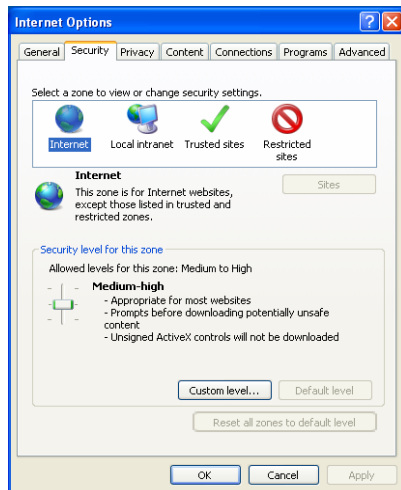 Internet Options
General Security Privacy Content Connections Programs Advanced
Select a zone to view or change security settings.
Internet Local intranet Trusted sites Restricted
sites
Internet
Sites
This zone is for Internet websites,
except those listed in trusted and
restricted zones.
Security level for this zone
Allowed levels for this zone: Medium to High
Medium-high
- Appropriate for most websites
- Prompts before downloading potentially unsafe
content
- Unsigned ActiveX controls will not be downloaded
Custom level... Default level
Reset all zones to default level
OK Cancel Apply